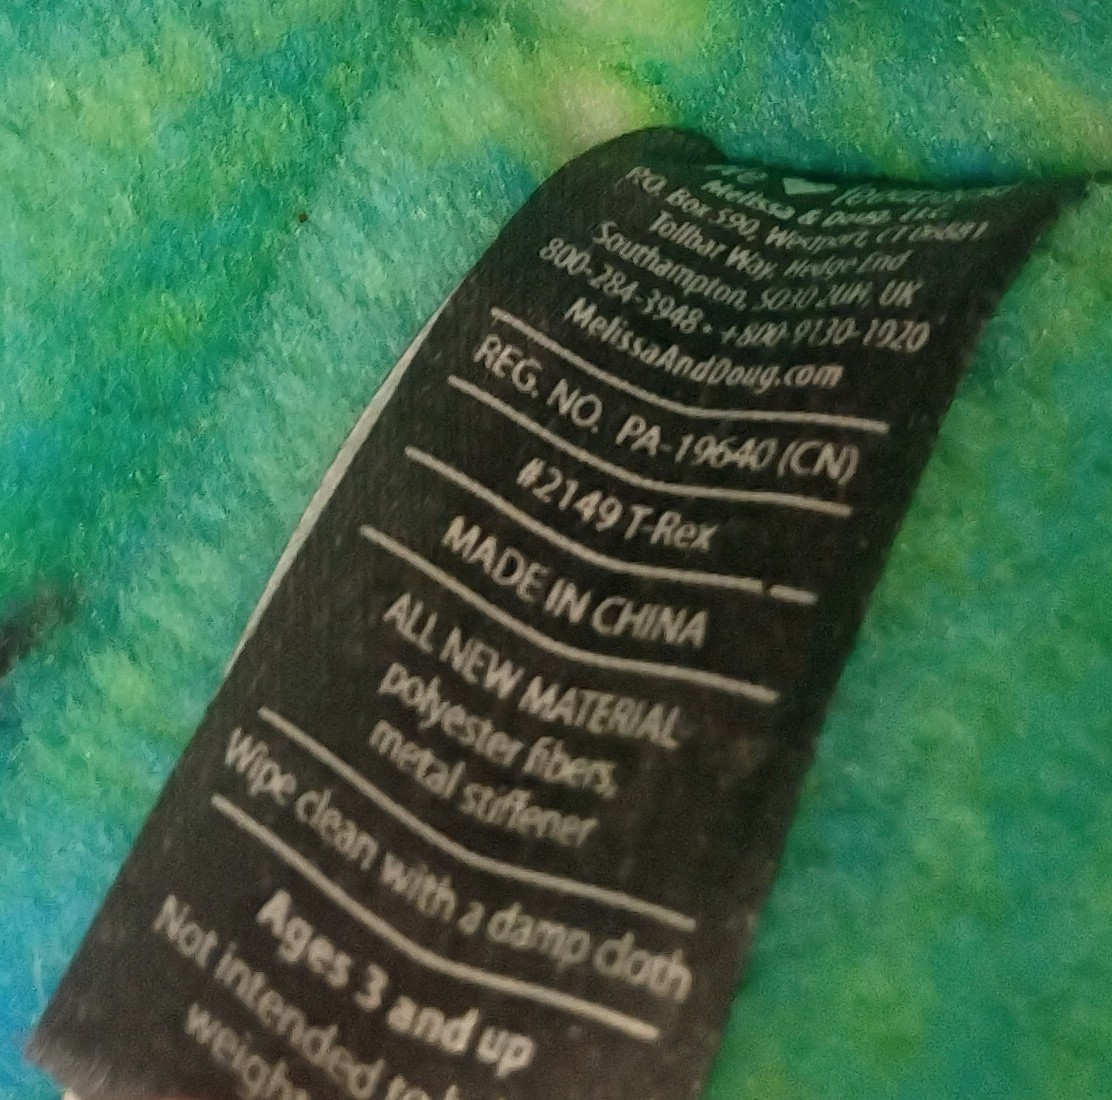 Melissa & Doug, LLC
P.O. Box 590, Westport, CT 06881
Tollbar Way, Hedge End
Southampton, SO30 2UH, UK
800-284-3948 • +800-9130-1920
MelissaAndDoug.com
REG. NO. PA-19640 (CN)
#2149 T-Rex
MADE IN CHINA
ALL NEW MATERIAL
polyester fibers,
metal stiffener
Wipe clean with a damp cloth
Ages 3 and up
Not intended to